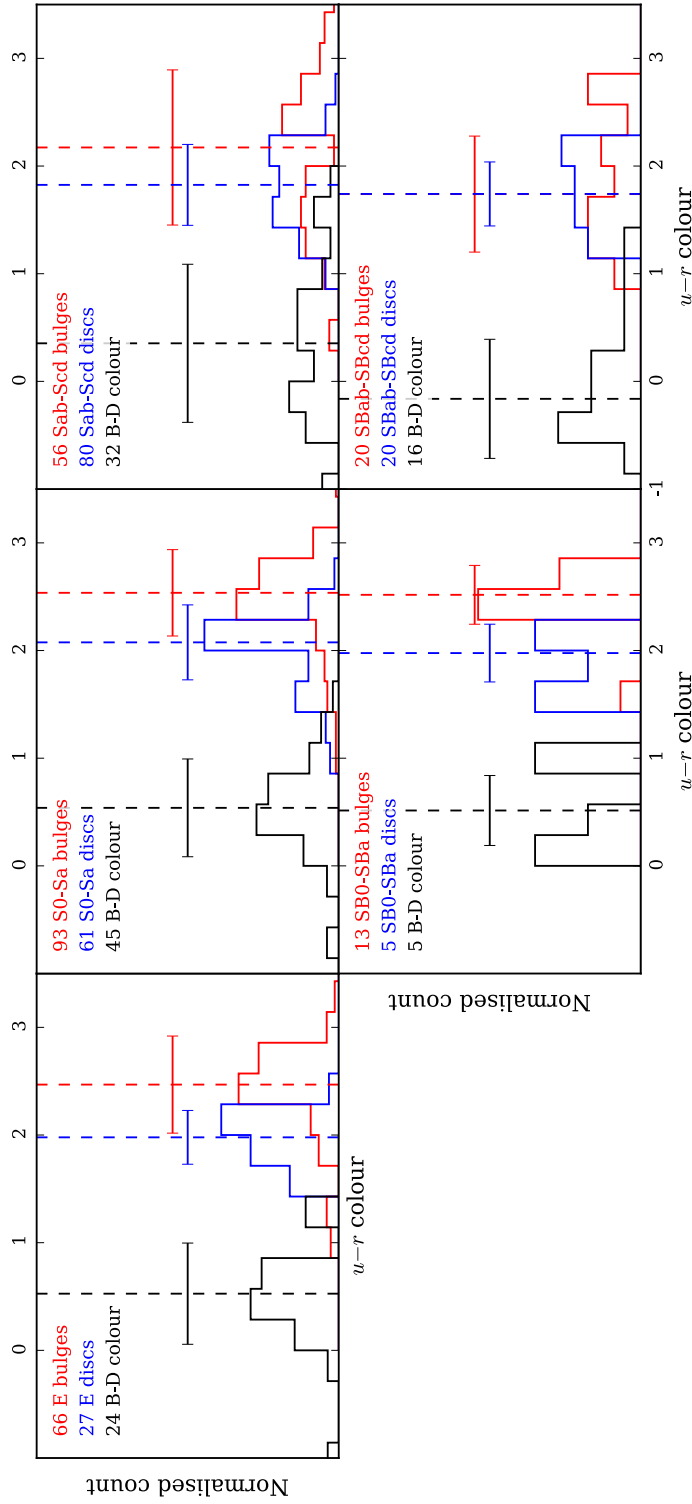 66 E bulges
27 E discs
24 B-D colour
0 1 2 3
Normalised count
u−r colour
93 S0-Sa bulges
61 S0-Sa discs
45 B-D colour
0 1 2 3
56 Sab-Scd bulges
80 Sab-Scd discs
32 B-D colour
0 1 2 3
13 SB0-SBa bulges
5 SB0-SBa discs
5 B-D colour
Normalised count
0 1 2 3
u−r colour
20 SBab-SBcd bulges
20 SBab-SBcd discs
16 B-D colour
-1 0 1 2 3
u−r colour